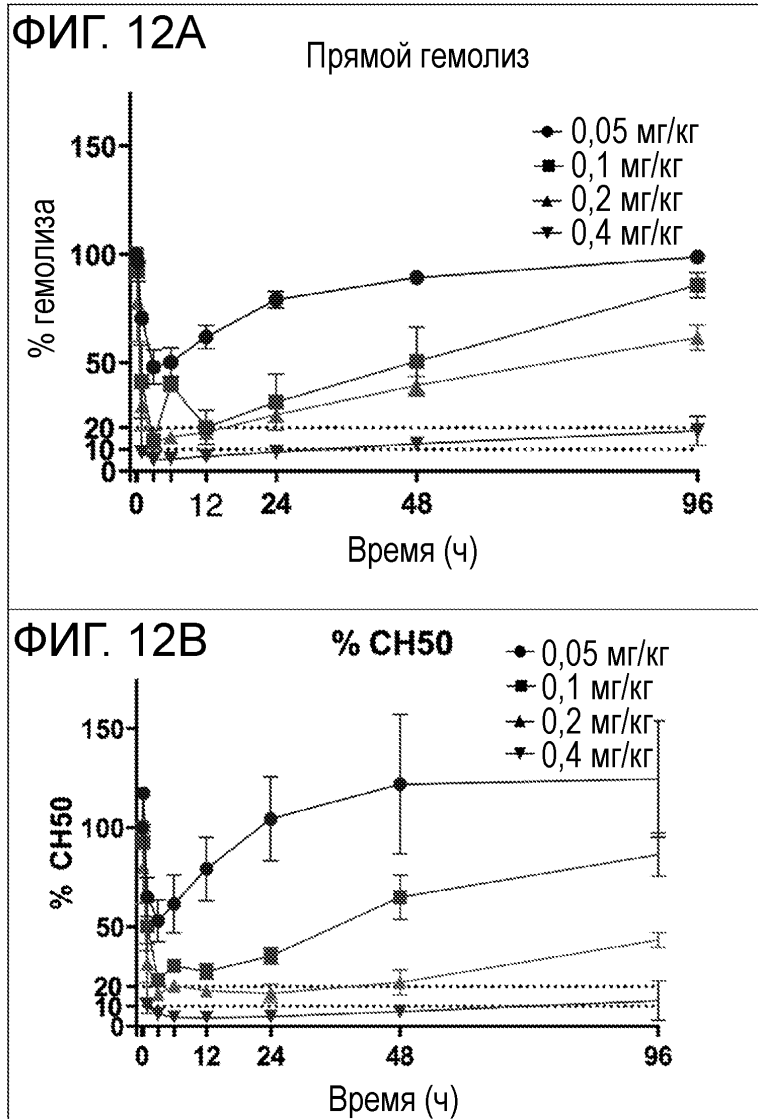 ФИГ. 12A
Прямой гемолиз
0,05 мг/кг
0,1 мг/кг
0,2 мг/кг
0,4 мг/кг
% гемолиза
150
100
50
20
10
0
0 12 24 48 96
Время (ч)
ФИГ. 12B
% CH50
0,05 мг/кг
0,1 мг/кг
0,2 мг/кг
0,4 мг/кг
% CH50
150
100
50
20
10
0
0 12 24 48 96
Время (ч)